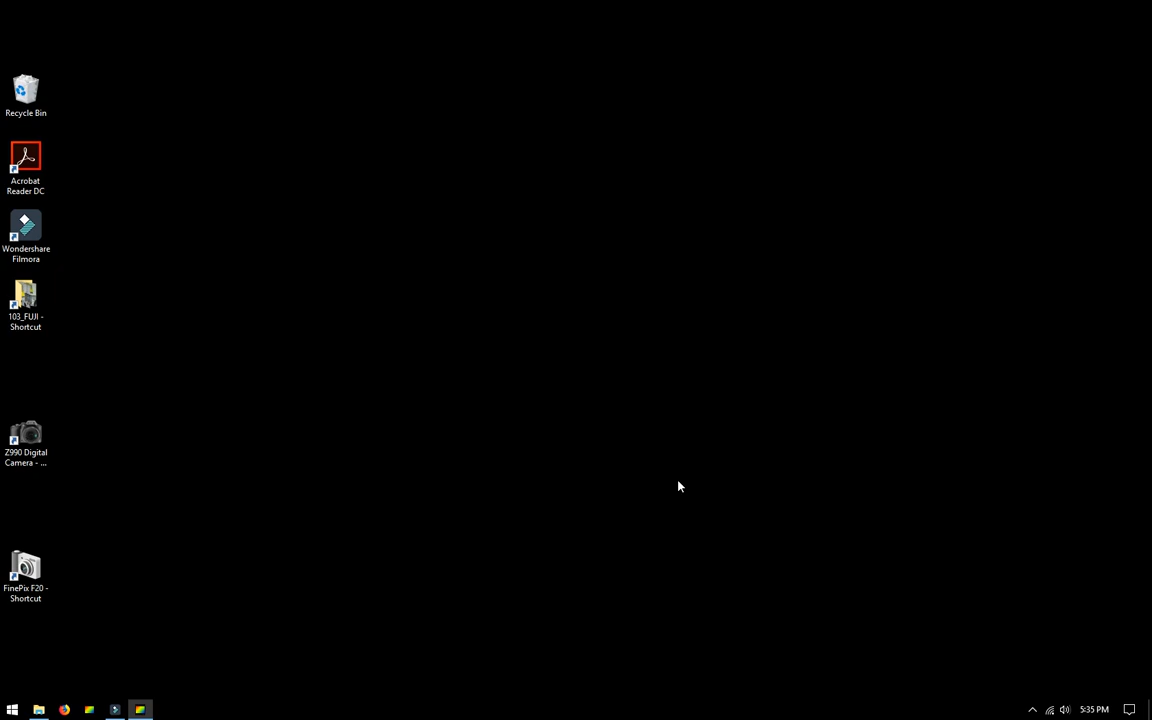 Recycle Bin
Acrobat
Reader DC
Wondershare
Filmora
103_FUJI -
Shortcut
Z990 Digital
Camera - ...
FinePix F20 -
Shortcut
5:35 PM